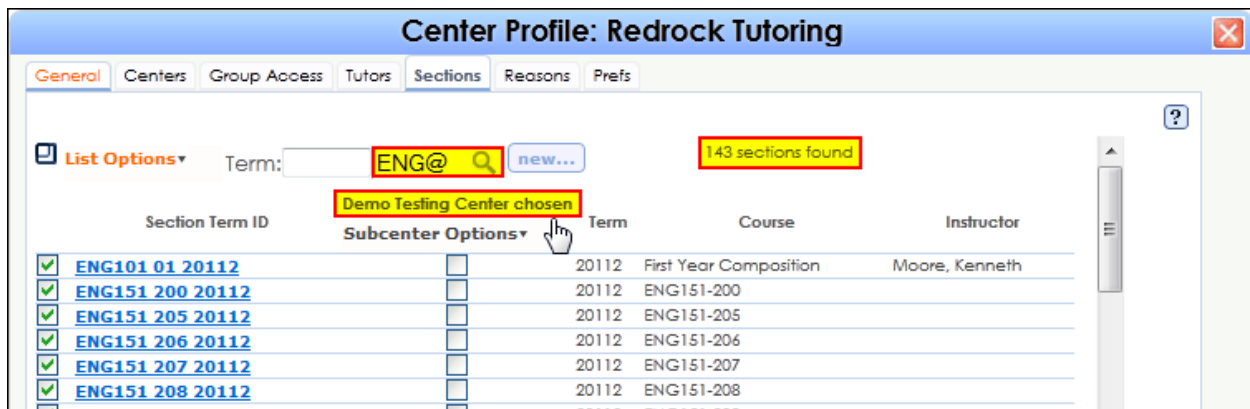 Center Profile: Redrock Tutoring
General Centers Group Access Tutors Sections Reasons Prefs
?
List Options▾ Term: ENG@ new... 143 sections found
Demo Testing Center chosen
Section Term ID Subcenter Options▾ Term Course Instructor
ENG101 01 20112 20112 First Year Composition Moore, Kenneth
ENG151 200 20112 20112 ENG151-200
ENG151 205 20112 20112 ENG151-205
ENG151 206 20112 20112 ENG151-206
ENG151 207 20112 20112 ENG151-207
ENG151 208 20112 20112 ENG151-208